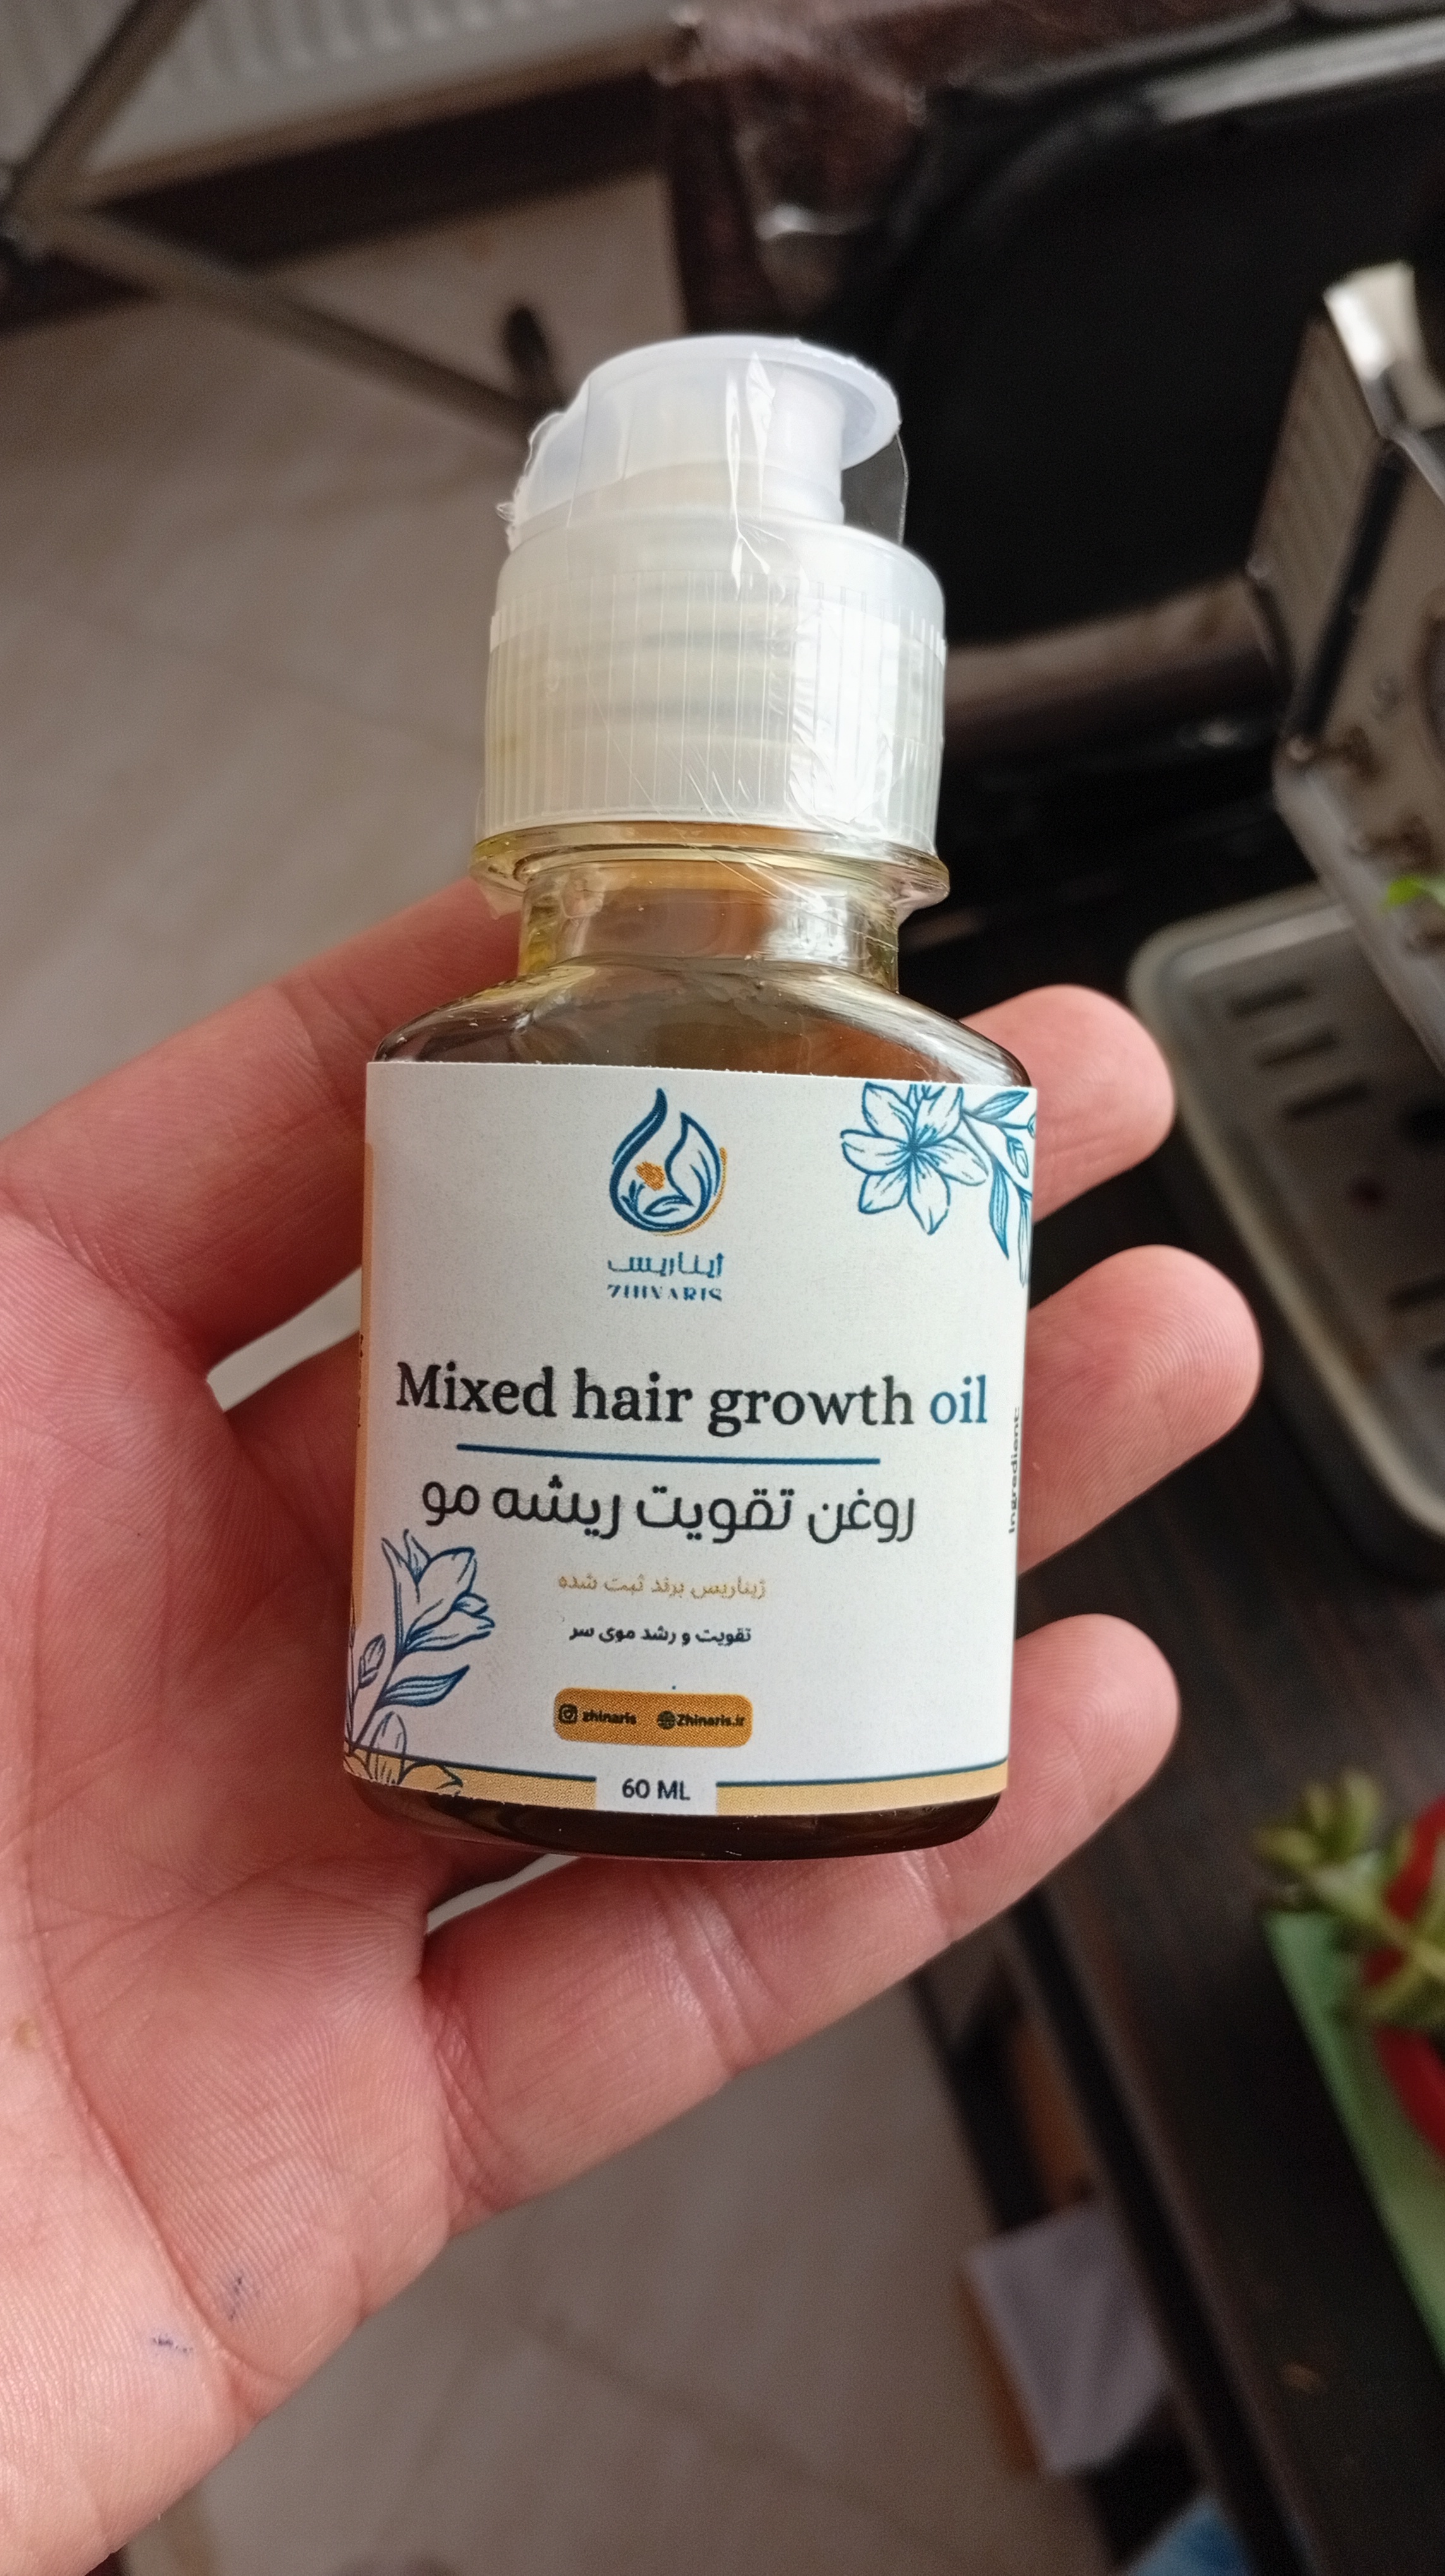 ژیناریس
ZHINARIS
Mixed hair growth oil
روغن تقویت ریشه مو
ژیناریس برند ثبت شده
تقویت و رشد موی سر
zhinaris Zhinaris.ir
60 ML
Ingredient: